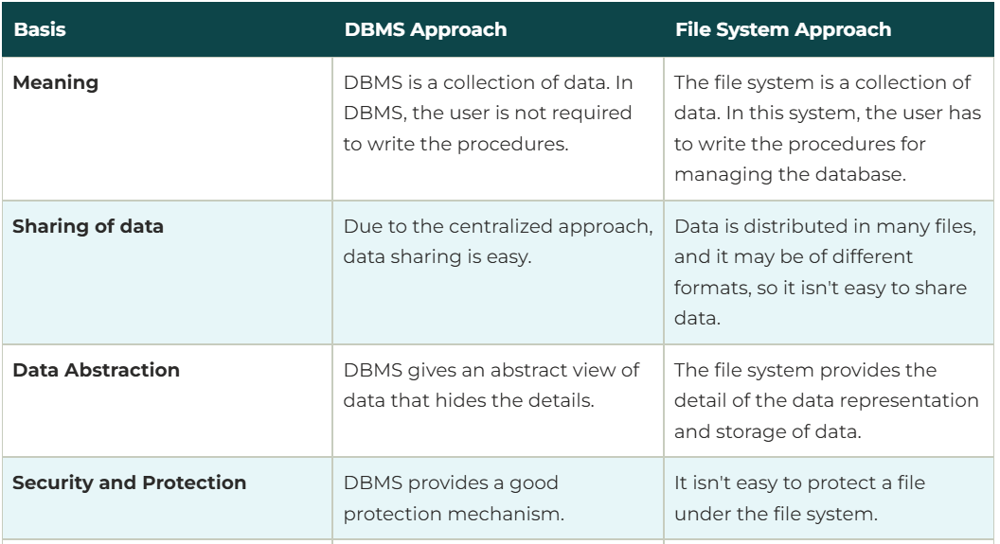 Basis DBMS Approach File System Approach
Meaning
DBMS is a collection of data. In
DBMS, the user is not required
to write the procedures.
The file system is a collection of
data. In this system, the user has
to write the procedures for
managing the database.
Sharing of data
Due to the centralized approach,
data sharing is easy.
Data is distributed in many files,
and it may be of different
formats, so it isn't easy to share
data.
Data Abstraction
DBMS gives an abstract view of
data that hides the details.
The file system provides the
detail of the data representation
and storage of data.
Security and Protection
DBMS provides a good
protection mechanism.
It isn't easy to protect a file
under the file system.